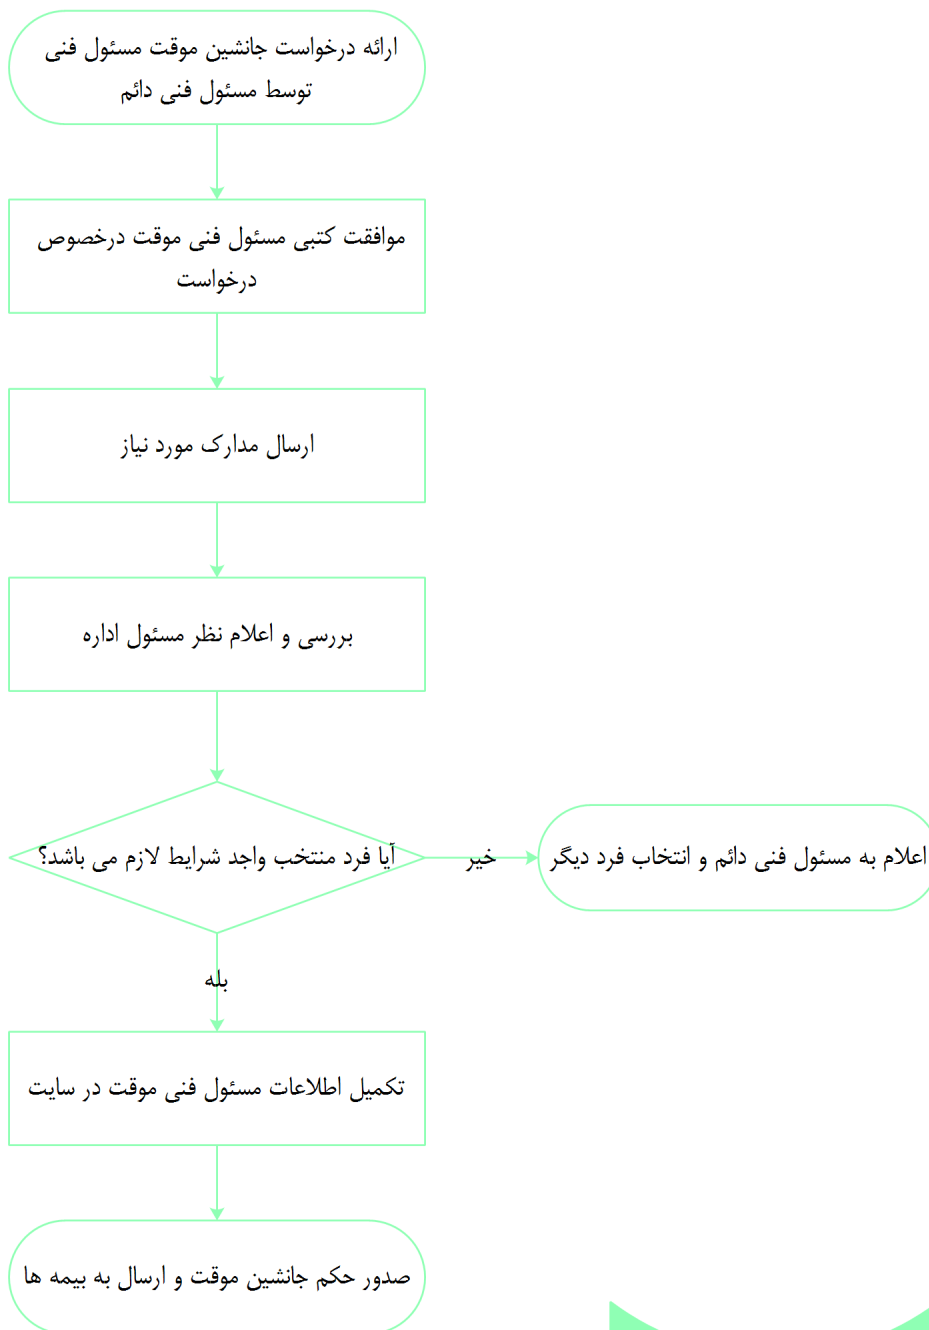 ارائه درخواست جانشین موقت مسئول فنی
توسط مسئول فنی دائم
موافقت کتبی مسئول فنی موقت درخصوص
درخواست
ارسال مدارک مورد نیاز
بررسی و اعلام نظر مسئول اداره
آیا فرد منتخب واجد شرایط لازم می باشد؟
خیر
اعلام به مسئول فنی دائم و انتخاب فرد دیگر
بله
تکمیل اطلاعات مسئول فنی موقت در سایت
صدور حکم جانشین موقت و ارسال به بیمه ها